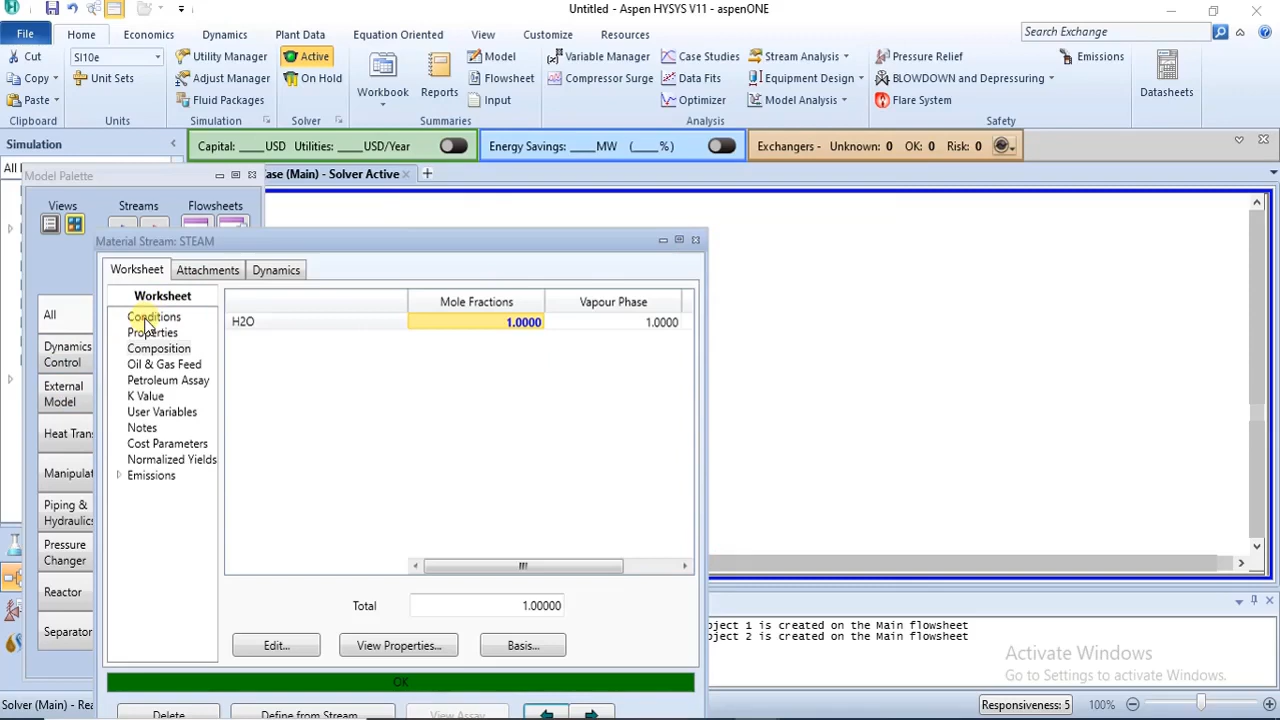 Untitled - Aspen HYSYS V11 - aspenONE
File Home Economics Dynamics Plant Data Equation Oriented View Customize Resources Search Exchange
Cut SI10e Utility Manager Active Model Variable Manager Case Studies Stream Analysis Pressure Relief Emissions
Copy Unit Sets Adjust Manager On Hold Workbook Reports Flowsheet Compressor Surge Data Fits Equipment Design BLOWDOWN and Depressuring Datasheets
Paste Fluid Packages Input Optimizer Model Analysis Flare System
Clipboard Units Simulation Solver Summaries Analysis Safety
Simulation Capital: ____USD Utilities: ____USD/Year Energy Savings: ____MW (____%) Exchangers - Unknown: 0 OK: 0 Risk: 0
All
Model Palette ase (Main) - Solver Active
Views Streams Flowsheets
Material Stream: STEAM
Worksheet Attachments Dynamics
Worksheet Mole Fractions Vapour Phase
All Conditions H2O 1.0000 1.0000
Properties
Dynamics Control Composition
Oil & Gas Feed
External Model Petroleum Assay
K Value
User Variables
Heat Tran Notes
Cost Parameters
Normalized Yields
Manipulat Emissions
Piping & Hydraulics
Pressure Changer
Reactor Total 1.00000
Separator Edit... View Properties... Basis...
bject 1 is created on the Main flowsheet
bject 2 is created on the Main flowsheet
Activate Windows
Go to Settings to activate Windows.
OK
Solver (Main) - Rea Delete Define from Stream... View Assay Responsiveness: 5 100%